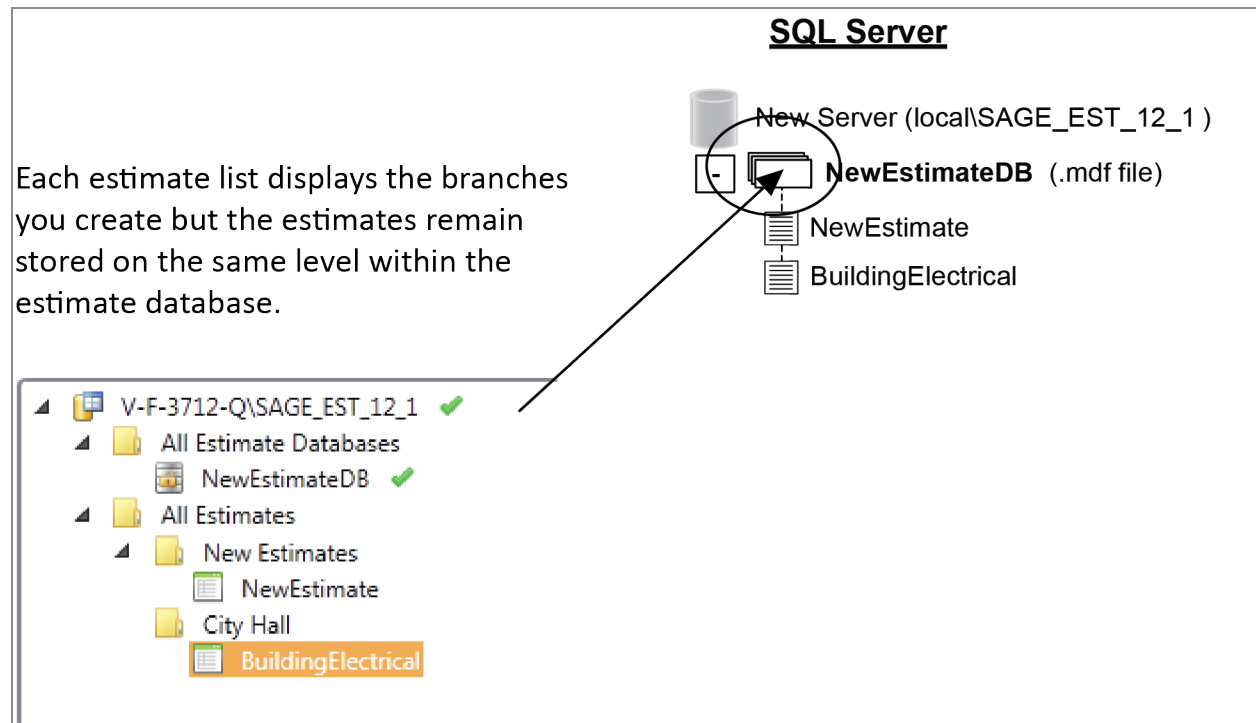 SQL Server
New Server (local\SAGE_EST_12_1 )
- NewEstimateDB (.mdf file)
NewEstimate
BuildingElectrical
Each estimate list displays the branches
you create but the estimates remain
stored on the same level within the
estimate database.
V-F-3712-Q\SAGE_EST_12_1
All Estimate Databases
NewEstimateDB
All Estimates
New Estimates
NewEstimate
City Hall
BuildingElectrical